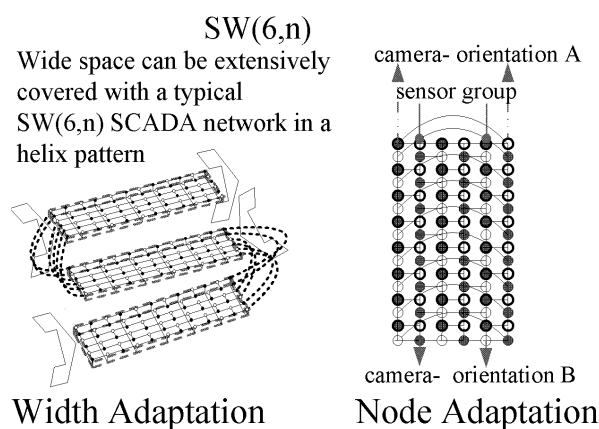 SW(6,n)
Wide space can be extensively
covered with a typical
SW(6,n) SCADA network in a
helix pattern
Width Adaptation
camera- orientation A
sensor group
camera- orientation B
Node Adaptation